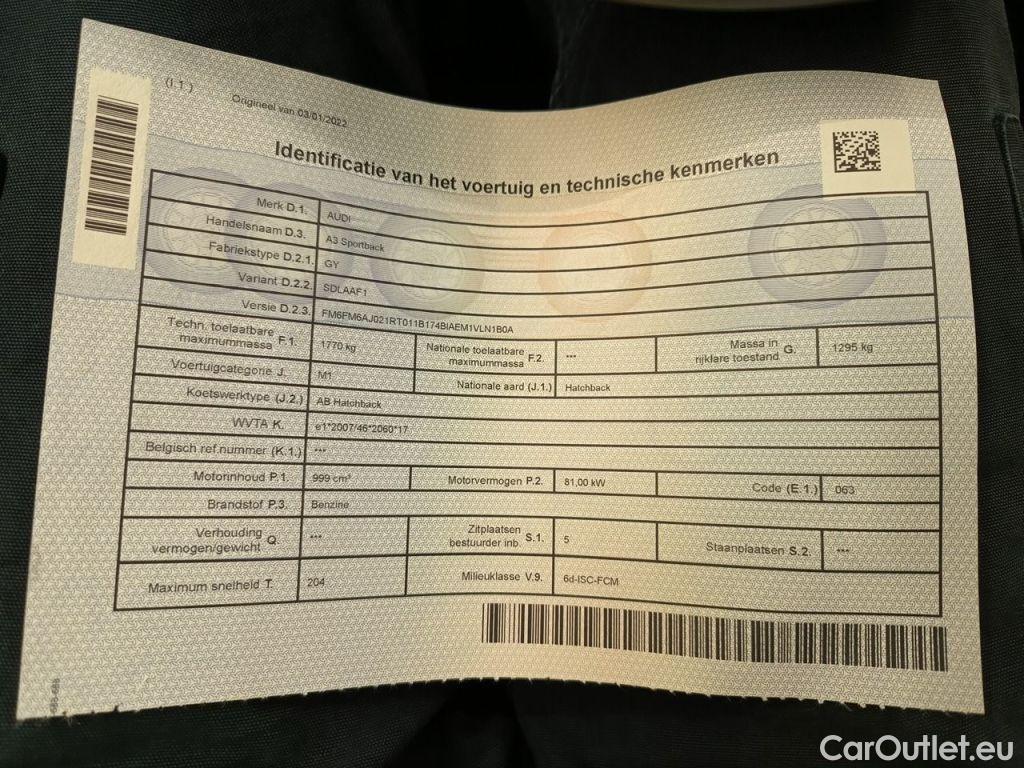 (I.1.)
Origineel van 03/01/2022
Identificatie van het voertuig en technische kenmerken
Merk D.1. AUDI
Handelsnaam D.3. A3 Sportback
Fabriekstype D.2.1. GY
Variant D.2.2. SDLAAF1
Versie D.2.3. FM6FM6AJ021RT011B174BIAEM1VLN1B0A
Techn. toelaatbare maximummassa F.1. 1770 kg Nationale toelaatbare maximummassa F.2. --- Massa in rijklare toestand G. 1295 kg
Voertuigcategorie J. M1 Nationale aard (J.1.) Hatchback
Koetswerktype (J.2.) AB Hatchback
WVTA K. e1*2007/46*2060*17
Belgisch ref.nummer (K.1.) ---
Motorinhoud P.1. 999 cm³ Motorvermogen P.2. 81,00 kW Code (E.1.) 063
Brandstof P.3. Benzine
Verhouding vermogen/gewicht Q. --- Zitplaatsen bestuurder inb. S.1. 5 Staanplaatsen S.2. ---
Maximum snelheid T. 204 Milieuklasse V.9. 6d-ISC-FCM
CarOutlet.eu